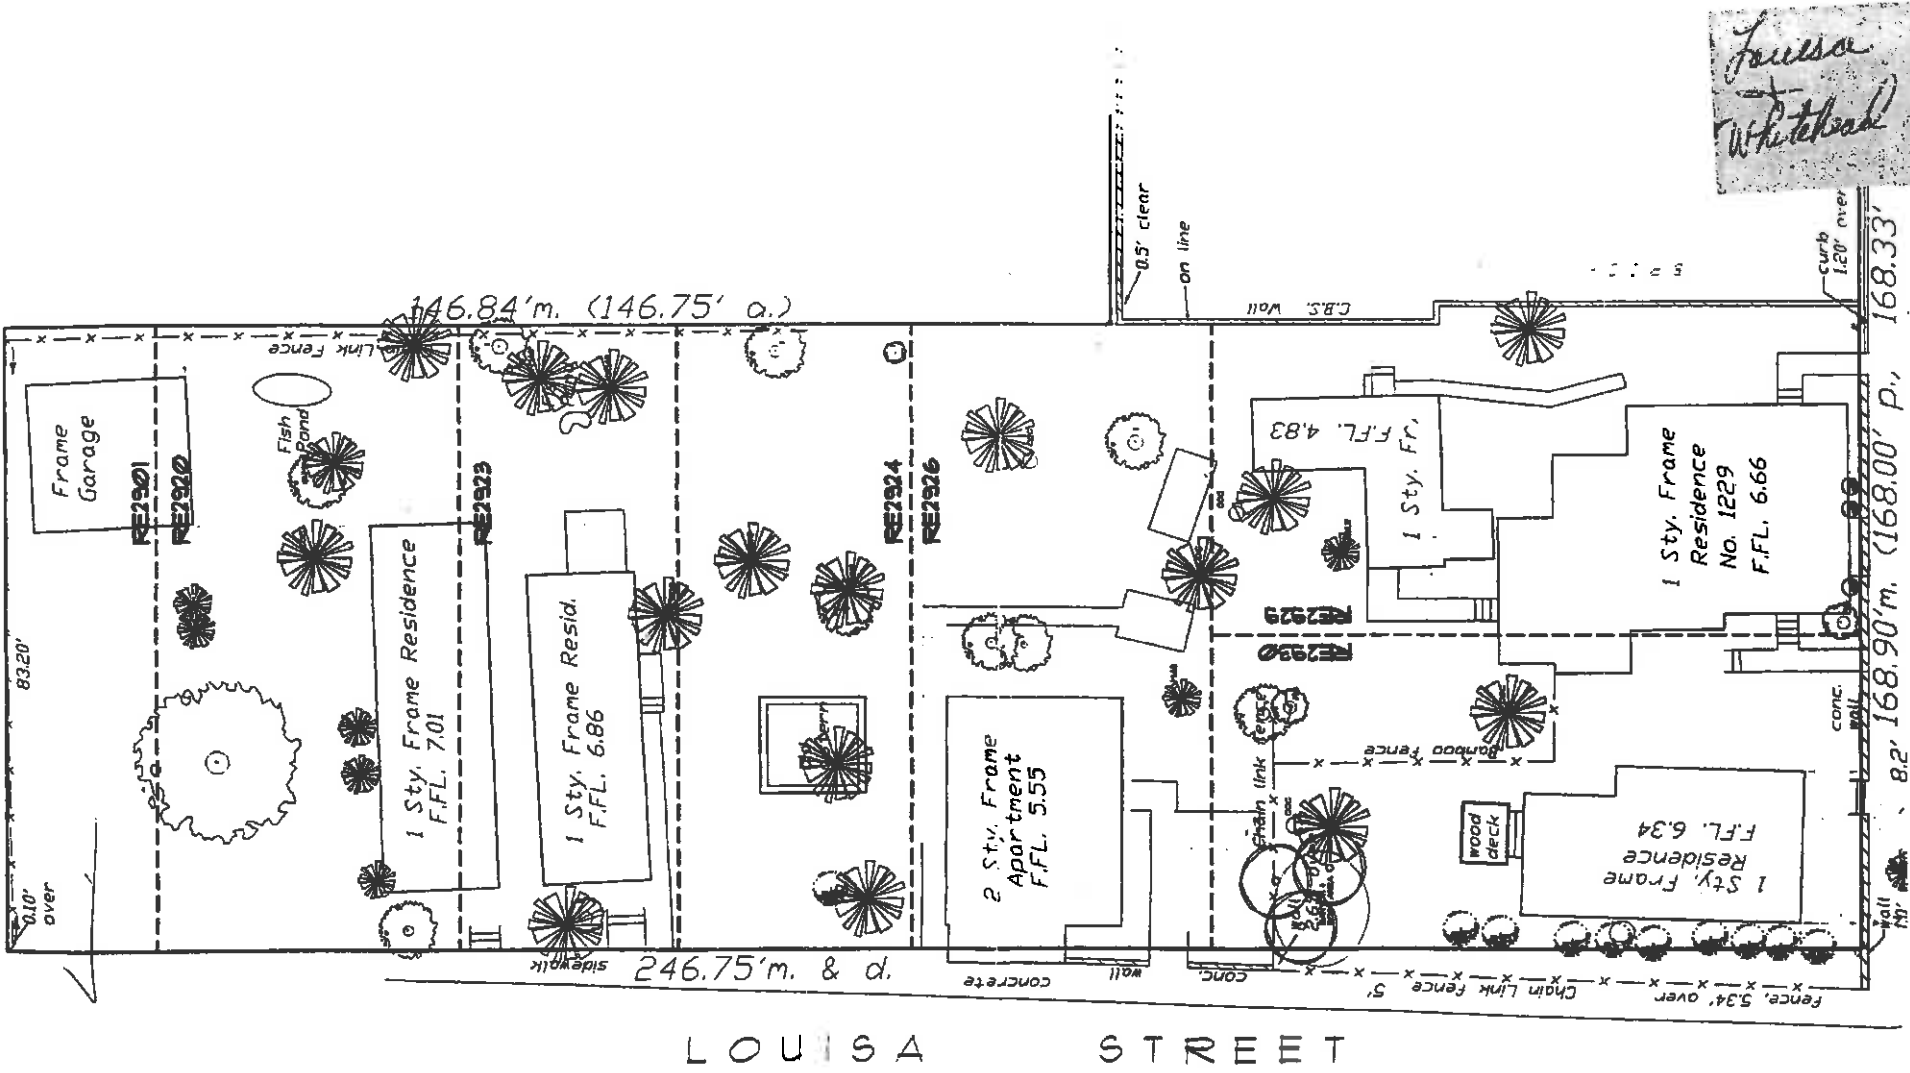 Louisa
+
Whitehead
0.5' clear
on line
curb
1.20' over
146.84'm. (146.75' a.)
C.B.S. Wall
Link Fence
Frame
Garage
Fish
Pond
RE2901
RE2920
RE2923
RE2924
RE2926
F.FL. 4.83
1 Sty. Fr.
1 Sty. Frame
Residence
No. 1229
F.FL. 6.66
168.90'm. (168.00' p., 168.33'
8.2'
83.20'
1 Sty. Frame Residence
F.FL. 7.01
1 Sty. Frame Resid.
F.FL. 6.86
RE2929
RE2930
2 Sty. Frame
Apartment
F.FL. 5.55
Chain link fence
Bamboo Fence
conc.
wall
wood
deck
1 Sty. Frame
Residence
F.FL. 6.34
0.10'
over
sidewalk
246.75'm. & d.
concrete
wall
conc.
Chain Link Fence, 5'
Fence, 5.34' over
wall
LOUISA STREET